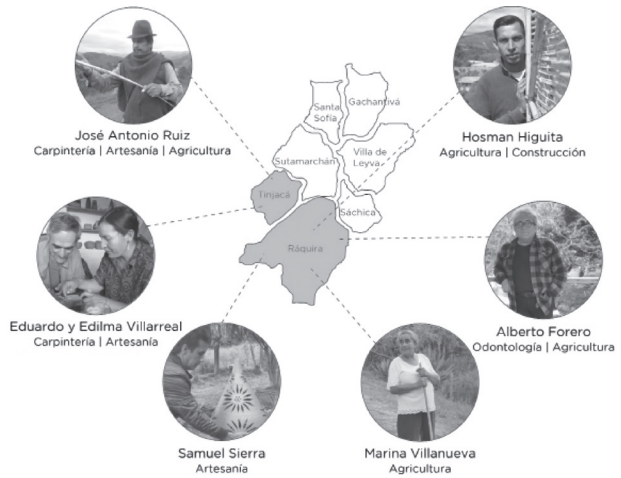 José Antonio Ruiz
Carpintería | Artesanía | Agricultura
Hosman Higuita
Agricultura | Construcción
Santa
Sofía
Gachantivá
Sutamarchán
Villa de
Leyva
Tinjacá
Sáchica
Ráquira
Eduardo y Edilma Villarreal
Carpintería | Artesanía
Alberto Forero
Odontología | Agricultura
Samuel Sierra
Artesanía
Marina Villanueva
Agricultura